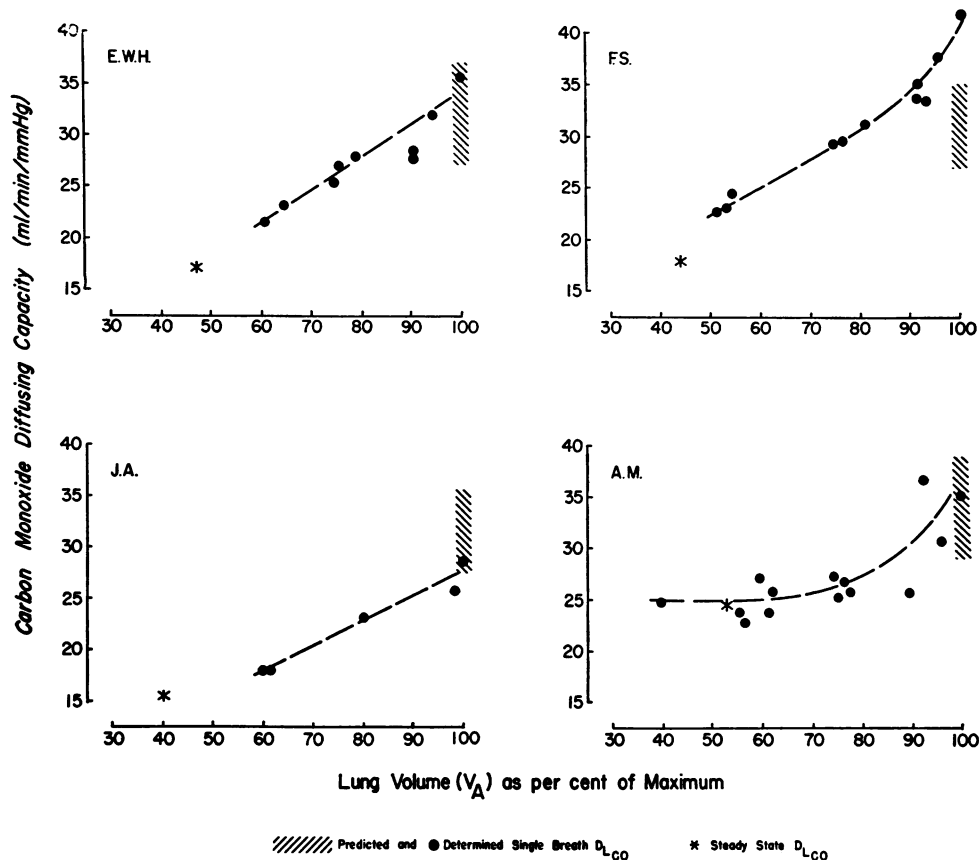 Carbon Monoxide Diffusing Capacity (ml/min/mmHg)
E.W.H.
40
35
30
25
20
15
30 40 50 60 70 80 90 100
F.S.
40
35
30
25
20
15
30 40 50 60 70 80 90 100
J.A.
40
35
30
25
20
15
30 40 50 60 70 80 90 100
A.M.
40
35
30
25
20
15
30 40 50 60 70 80 90 100
Lung Volume (VA) as per cent of Maximum
Predicted and ● Determined Single Breath DLCO * Steady State DLCO